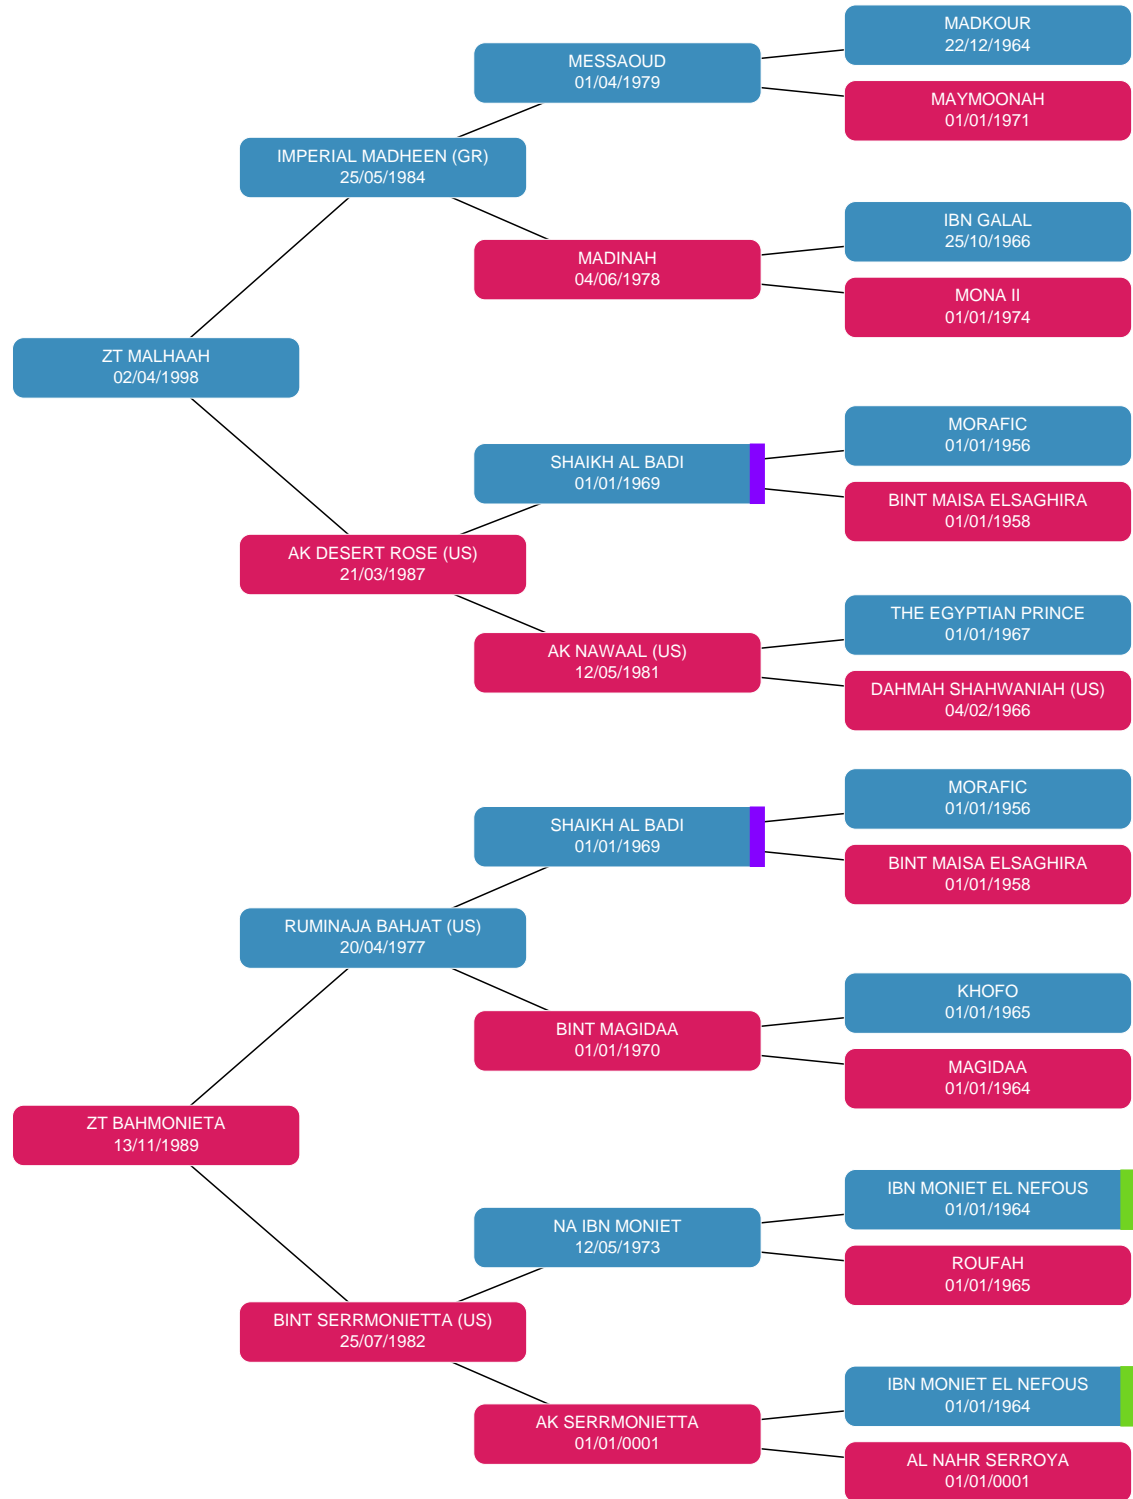 MADKOUR
22/12/1964
MESSAOUD
01/04/1979
MAYMOONAH
01/01/1971
IMPERIAL MADHEEN (GR)
25/05/1984
IBN GALAL
25/10/1966
MADINAH
04/06/1978
MONA II
01/01/1974
ZT MALHAAH
02/04/1998
MORAFIC
01/01/1956
SHAIKH AL BADI
01/01/1969
BINT MAISA ELSAGHIRA
01/01/1958
AK DESERT ROSE (US)
21/03/1987
THE EGYPTIAN PRINCE
01/01/1967
AK NAWAAL (US)
12/05/1981
DAHMAH SHAHWANIAH (US)
04/02/1966
MORAFIC
01/01/1956
SHAIKH AL BADI
01/01/1969
BINT MAISA ELSAGHIRA
01/01/1958
RUMINAJA BAHJAT (US)
20/04/1977
KHOFO
01/01/1965
BINT MAGIDAA
01/01/1970
MAGIDAA
01/01/1964
ZT BAHMONIETA
13/11/1989
IBN MONIET EL NEFOUS
01/01/1964
NA IBN MONIET
12/05/1973
ROUFAH
01/01/1965
BINT SERRMONIETTA (US)
25/07/1982
IBN MONIET EL NEFOUS
01/01/1964
AK SERRMONIETTA
01/01/0001
AL NAHR SERROYA
01/01/0001